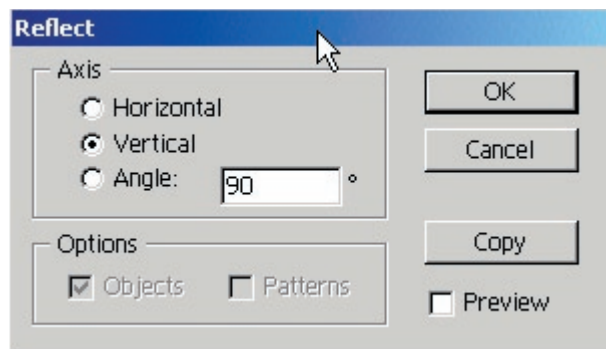 Reflect
Axis
Horizontal
Vertical
Angle: 90 °
Options
Objects Patterns
OK
Cancel
Copy
Preview